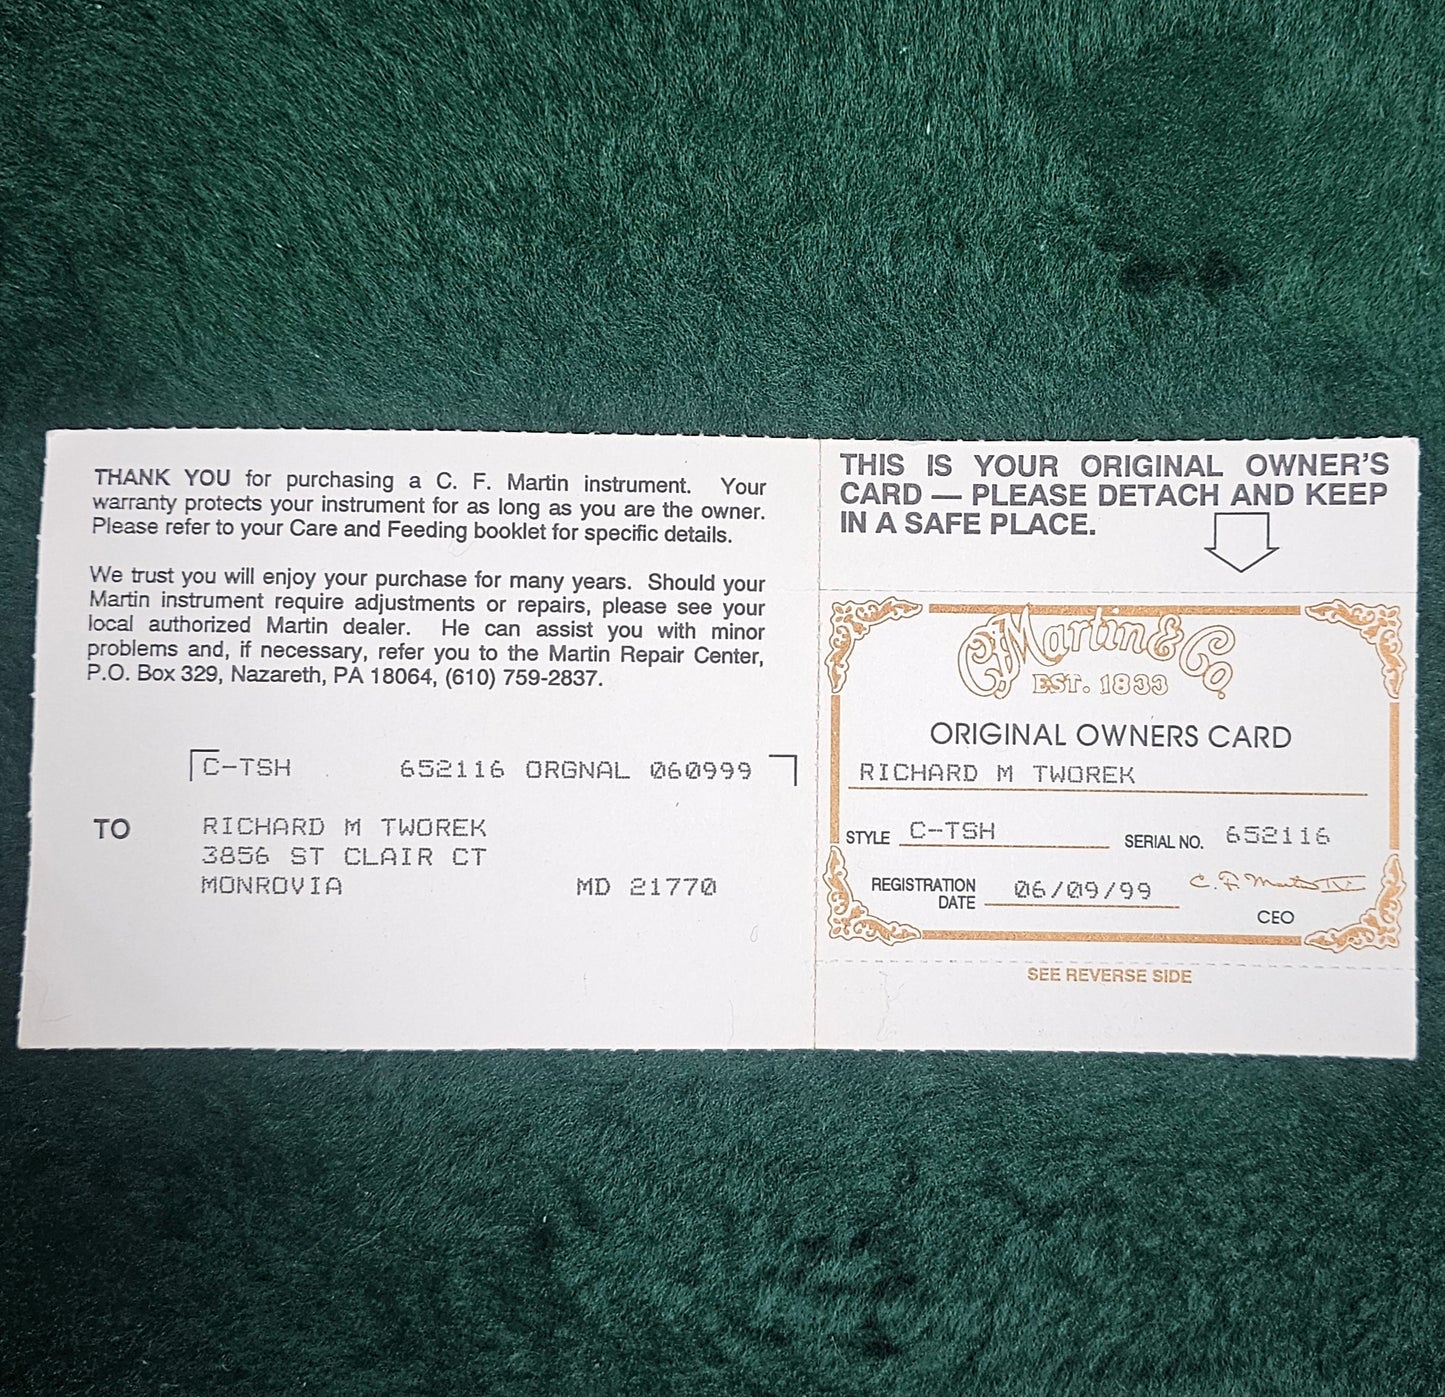 THANK YOU for purchasing a C. F. Martin instrument. Your
warranty protects your instrument for as long as you are the owner.
Please refer to your Care and Feeding booklet for specific details.
We trust you will enjoy your purchase for many years. Should your
Martin instrument require adjustments or repairs, please see your
local authorized Martin dealer. He can assist you with minor
problems and, if necessary, refer you to the Martin Repair Center,
P.O. Box 329, Nazareth, PA 18064, (610) 759-2837.
C-TSH 652116 ORGNAL 060999
TO RICHARD M TWOREK
3856 ST CLAIR CT
MONROVIA MD 21770
THIS IS YOUR ORIGINAL OWNER'S
CARD — PLEASE DETACH AND KEEP
IN A SAFE PLACE.
CF Martin & Co
EST. 1833
ORIGINAL OWNERS CARD
RICHARD M TWOREK
STYLE C-TSH SERIAL NO. 652116
REGISTRATION DATE 06/09/99 C. F. Martin IV
CEO
SEE REVERSE SIDE